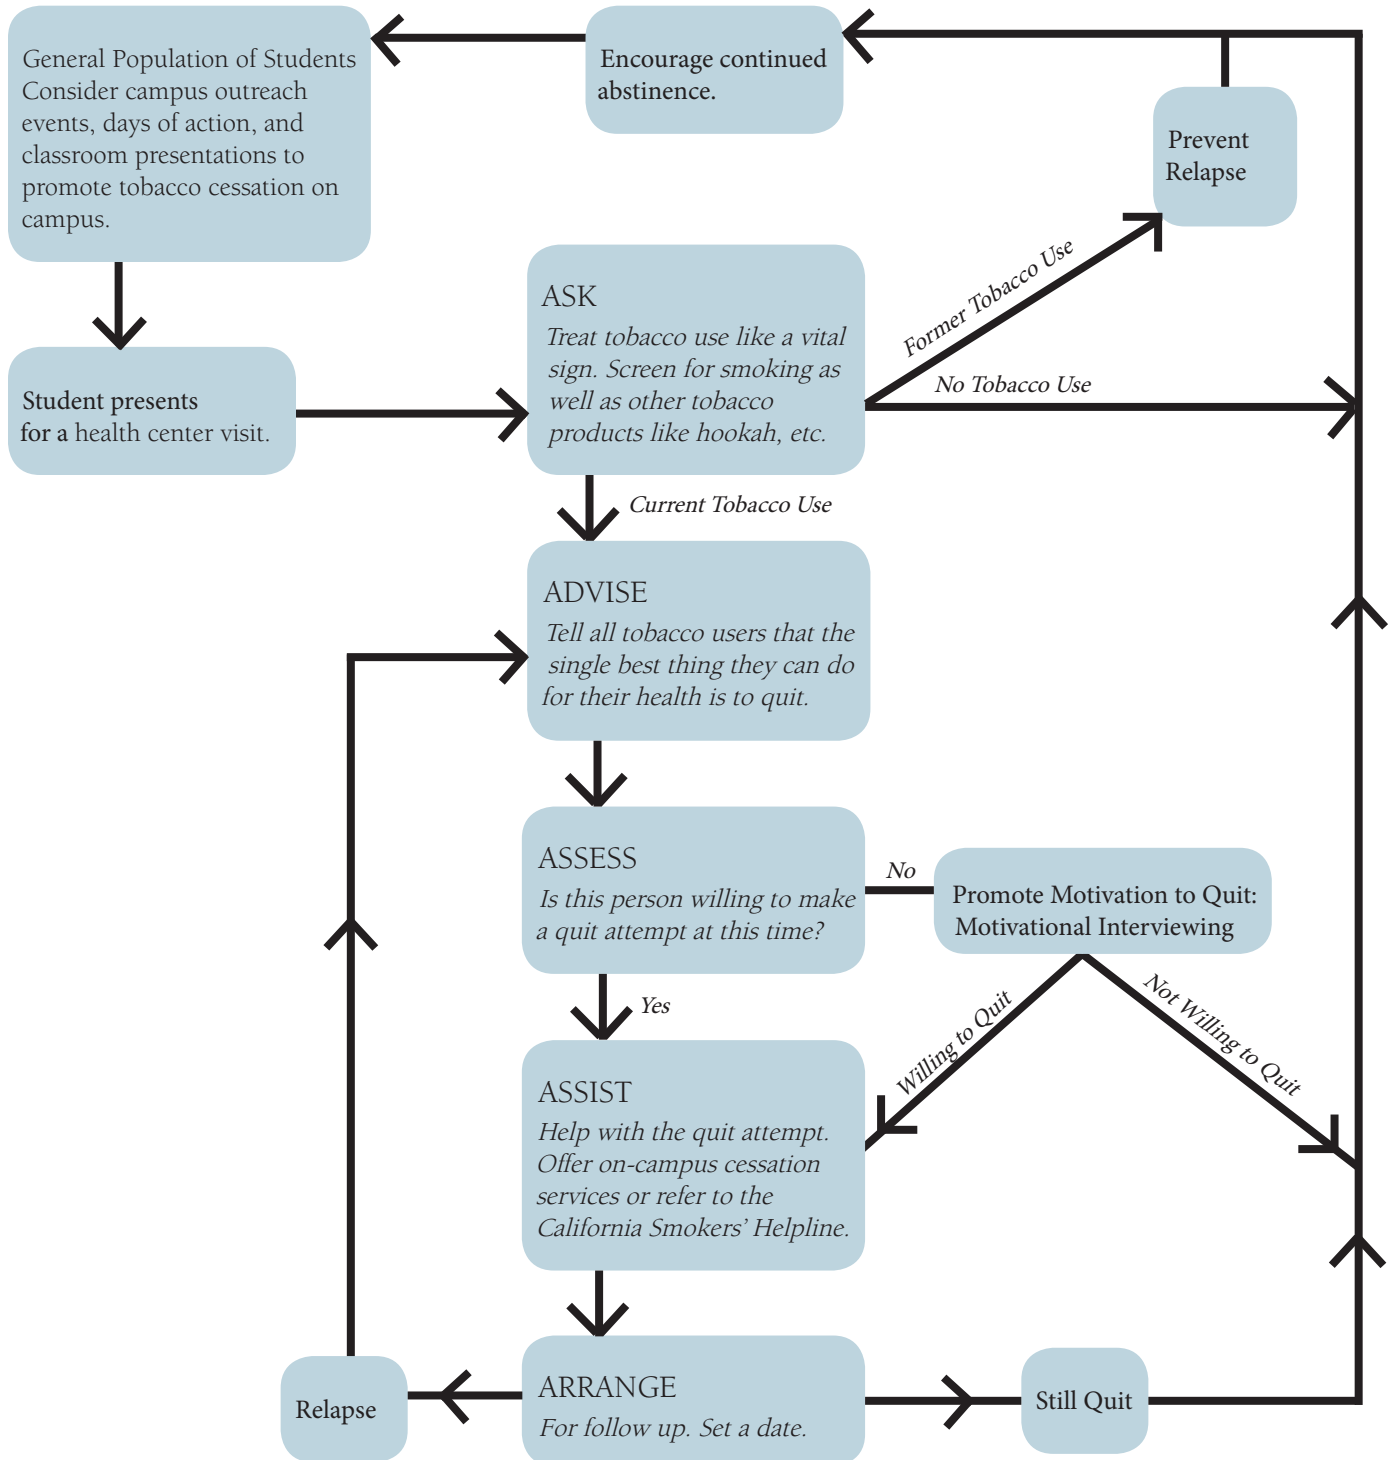 General Population of Students
Consider campus outreach
events, days of action, and
classroom presentations to
promote tobacco cessation on
campus.
Encourage continued
abstinence.
Prevent
Relapse
Student presents
for a health center visit.
ASK
Treat tobacco use like a vital
sign. Screen for smoking as
well as other tobacco
products like hookah, etc.
Former Tobacco Use
No Tobacco Use
Current Tobacco Use
ADVISE
Tell all tobacco users that the
single best thing they can do
for their health is to quit.
ASSESS
Is this person willing to make
a quit attempt at this time?
No
Promote Motivation to Quit:
Motivational Interviewing
Yes
Willing to Quit
Not Willing to Quit
ASSIST
Help with the quit attempt.
Offer on-campus cessation
services or refer to the
California Smokers’ Helpline.
Relapse
ARRANGE
For follow up. Set a date.
Still Quit